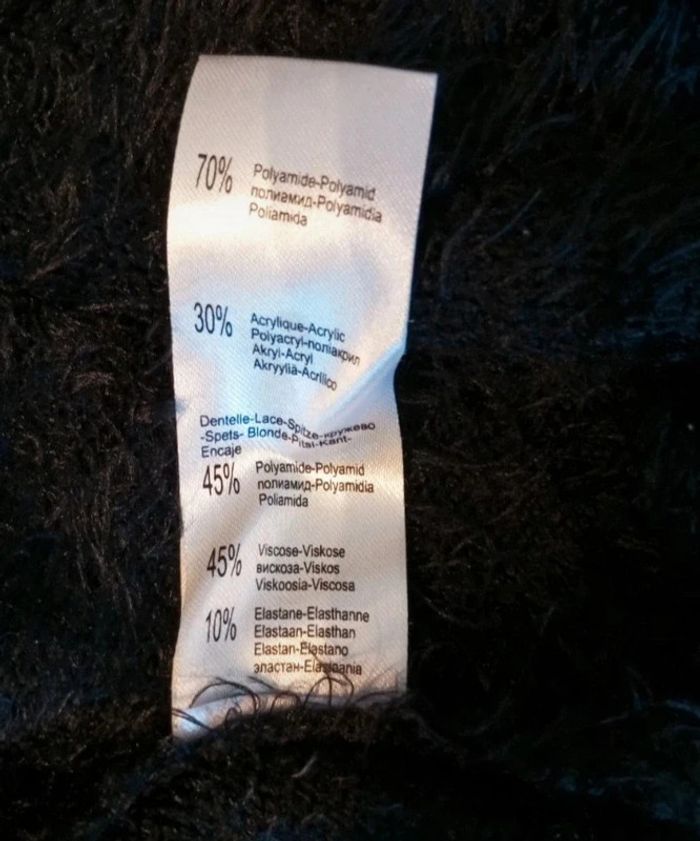 70% Polyamide-Polyamid
полиамид-Polyamidia
Poliamida
30% Acrylique-Acrylic
Polyacryl-поліакрил
Akryl-Acryl
Akryyliä-Acrilico
Dentelle-Lace-Spitze-кружево
-Spets- Blonde-Pitsi-Kant-
Encaje
45% Polyamide-Polyamid
полиамид-Polyamidia
Poliamida
45% Viscose-Viskose
вискоза-Viskos
Viskoosia-Viscosa
10% Elastane-Elasthanne
Elastaan-Elasthan
Elastan-Elastano
эластан-Elastaania